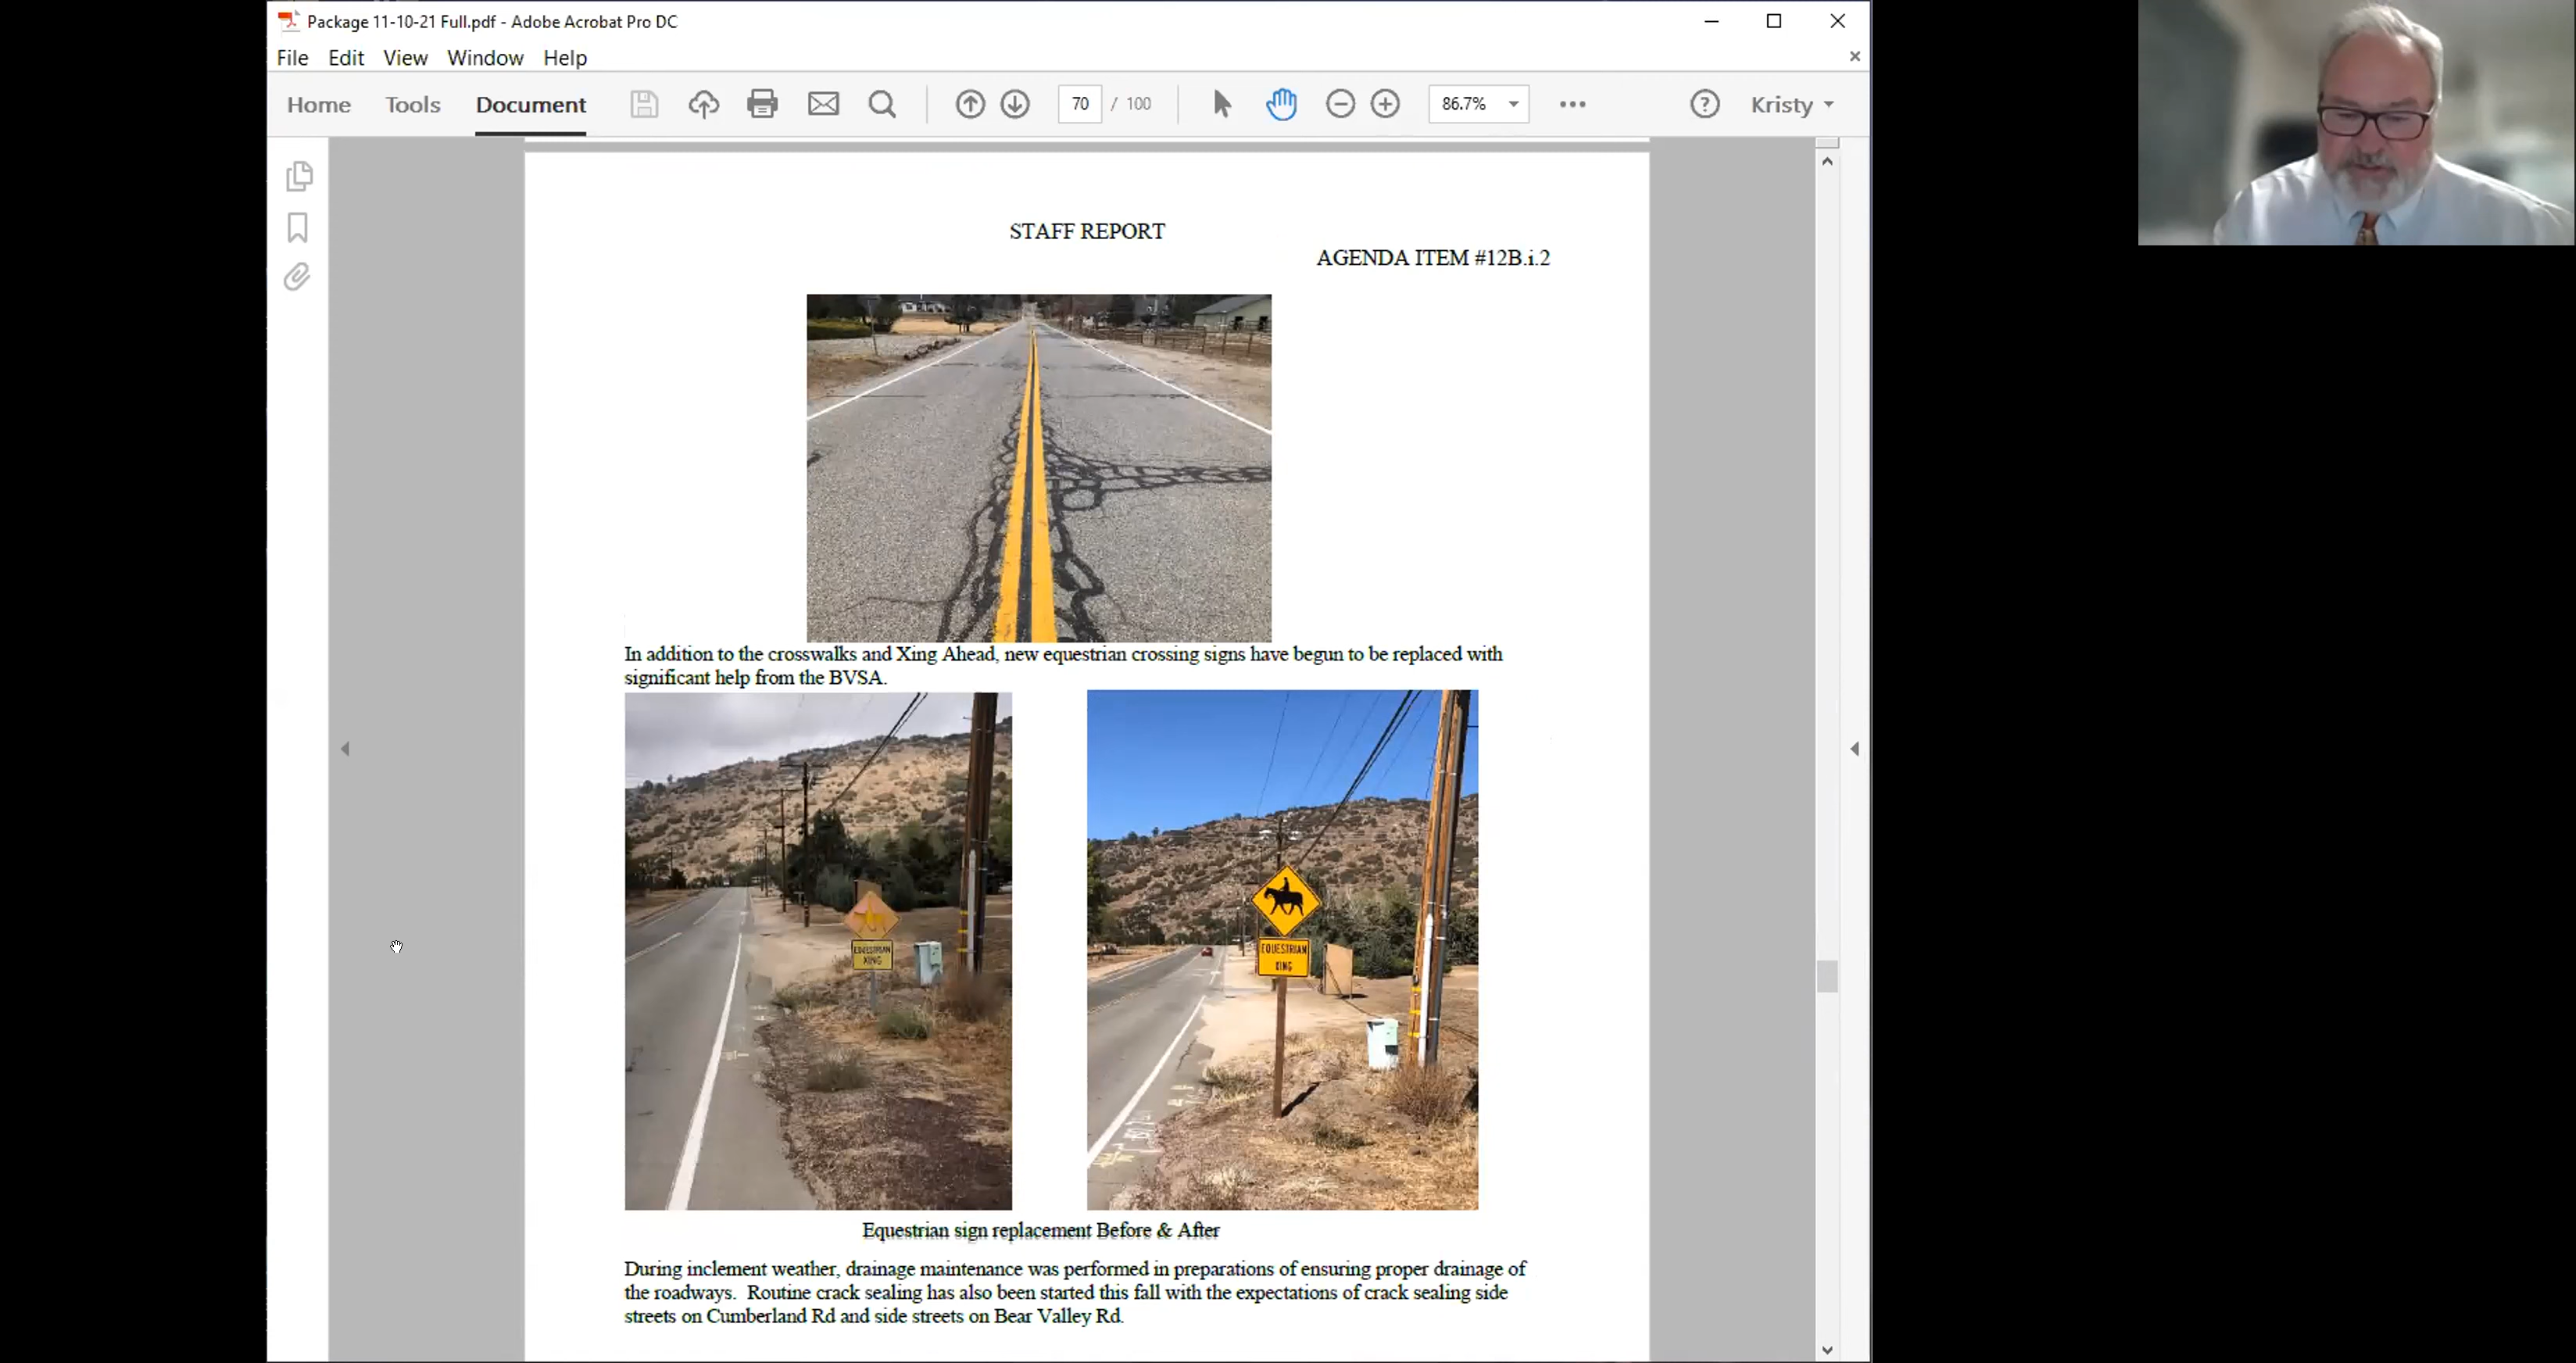 Package 11-10-21 Full.pdf - Adobe Acrobat Pro DC
File Edit View Window Help
Home Tools Document 70 / 100 86.7% Kristy
STAFF REPORT
AGENDA ITEM #12B.i.2
In addition to the crosswalks and Xing Ahead, new equestrian crossing signs have begun to be replaced with
significant help from the BVSA.
EQUESTRIAN
XING
EQUESTRIAN
XING
Equestrian sign replacement Before & After
During inclement weather, drainage maintenance was performed in preparations of ensuring proper drainage of
the roadways. Routine crack sealing has also been started this fall with the expectations of crack sealing side
streets on Cumberland Rd and side streets on Bear Valley Rd.